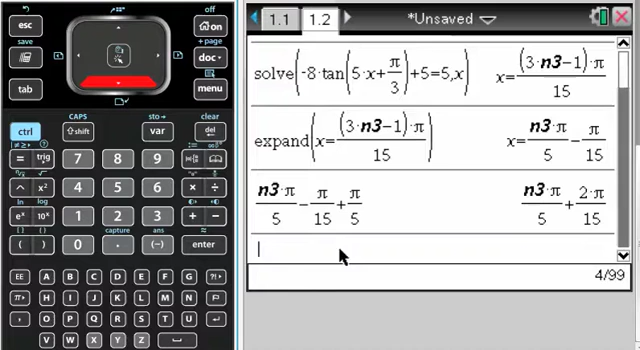 esc
off
on
save
+page
doc
tab
menu
CAPS
sto→
clear
ctrl
shift
var
del
=
trig
7
8
9
^
x²
4
5
6
×
÷
ln
log
eˣ
10ˣ
1
2
3
+
−
capture
ans
≈
(
)
0
.
(−)
enter
EE
A
B
C
D
E
F
G
?!
π
H
I
J
K
L
M
N
,
O
P
Q
R
S
T
U
V
W
X
Y
Z
1.1
1.2
*Unsaved
solve(-8·tan(5·x+π/3)+5=5,x)
x=(3·n3−1)·π/15
expand(x=(3·n3−1)·π/15)
x=n3·π/5−π/15
n3·π/5−π/15+π/5
n3·π/5+2·π/15
4/99